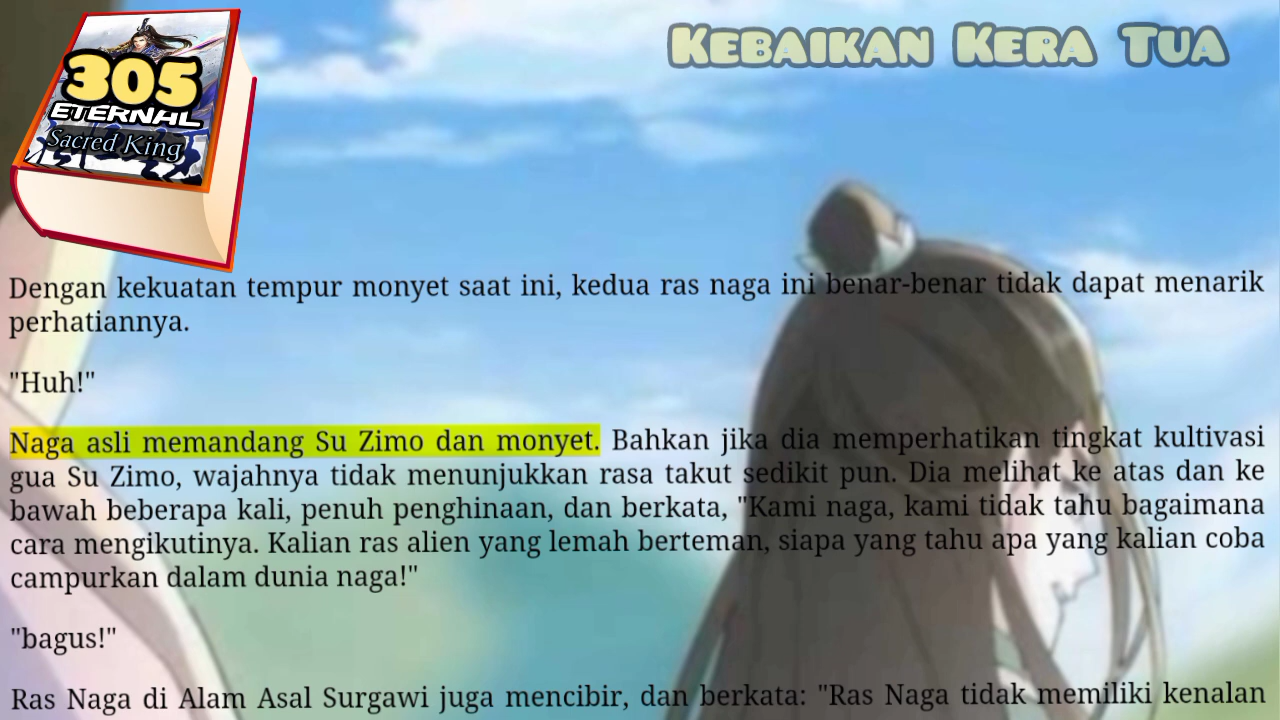 305
ETERNAL
Sacred King
KEBAIKAN KERA TUA
Dengan kekuatan tempur monyet saat ini, kedua ras naga ini benar-benar tidak dapat menarik
perhatiannya.
"Huh!"
Naga asli memandang Su Zimo dan monyet. Bahkan jika dia memperhatikan tingkat kultivasi
gua Su Zimo, wajahnya tidak menunjukkan rasa takut sedikit pun. Dia melihat ke atas dan ke
bawah beberapa kali, penuh penghinaan, dan berkata, "Kami naga, kami tidak tahu bagaimana
cara mengikutinya. Kalian ras alien yang lemah berteman, siapa yang tahu apa yang kalian coba
campurkan dalam dunia naga!"
"bagus!"
Ras Naga di Alam Asal Surgawi juga mencibir, dan berkata: "Ras Naga tidak memiliki kenalan